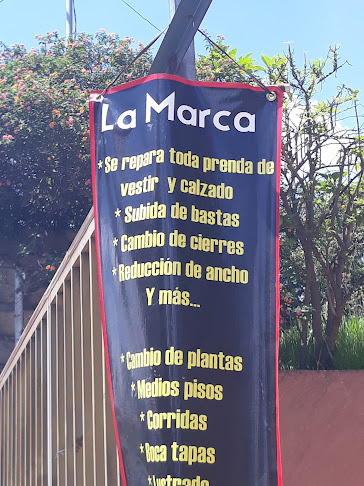 La Marca
*Se repara toda prenda de
vestir y calzado
*Subida de bastas
*Cambio de cierres
*Reducción de ancho
Y más...
*Cambio de plantas
*Medios pisos
*Corridas
*Boca tapas
*Lustrado